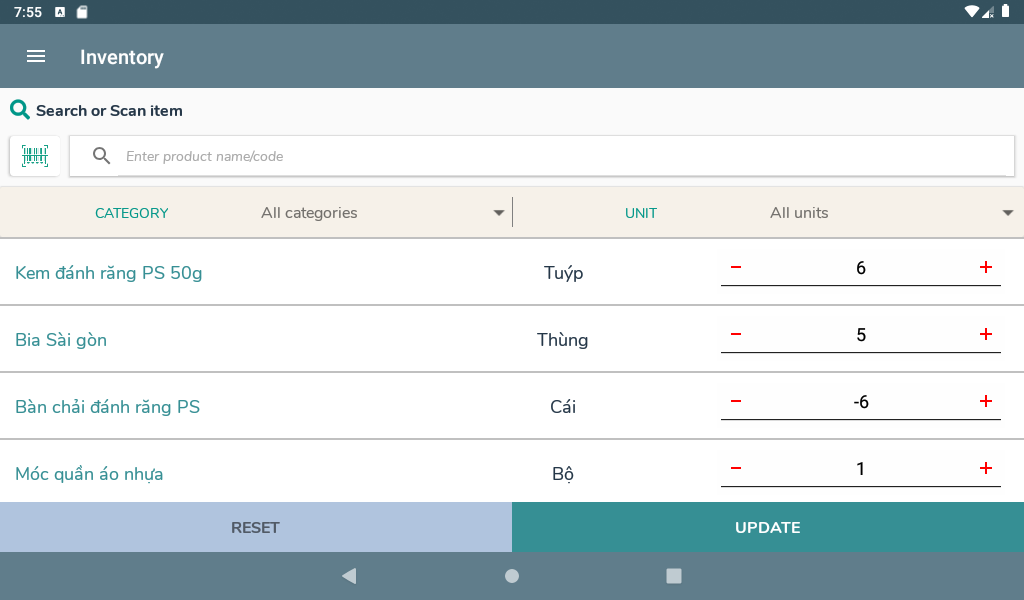 7:55
Inventory
Search or Scan item
Enter product name/code
CATEGORY All categories UNIT All units
Kem đánh răng PS 50g Tuýp − 6 +
Bia Sài gòn Thùng − 5 +
Bàn chải đánh răng PS Cái − -6 +
Móc quần áo nhựa Bộ − 1 +
RESET UPDATE